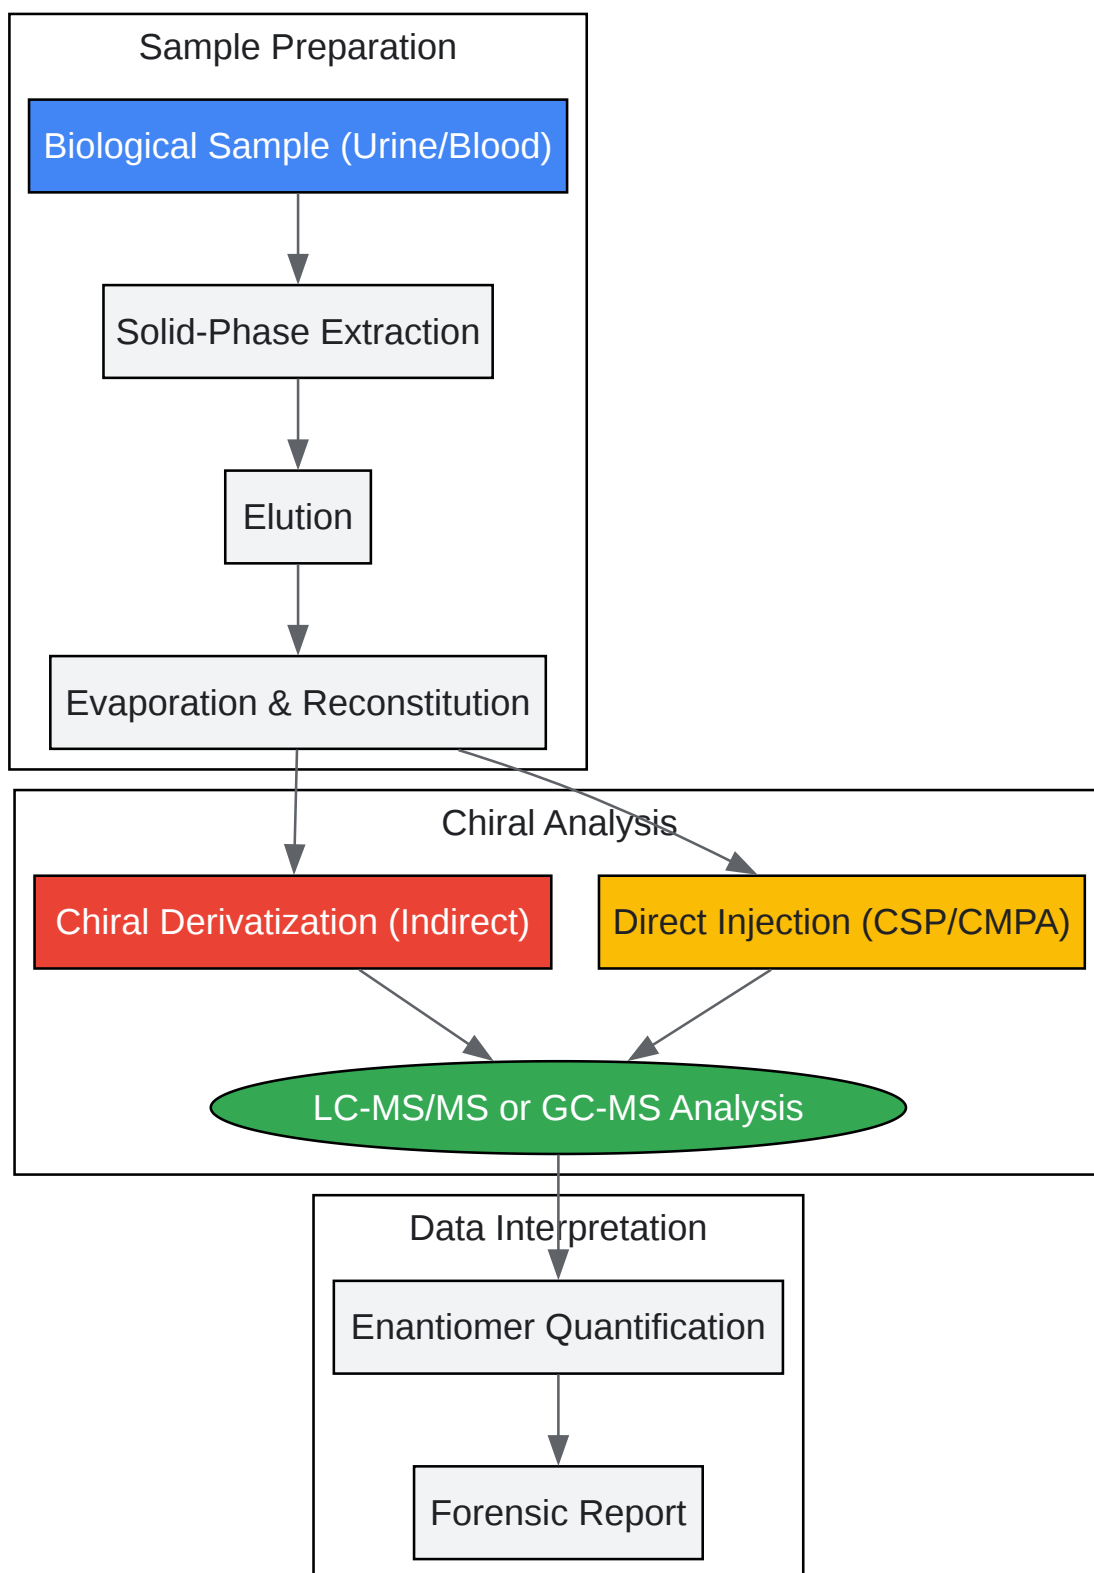 Sample Preparation
Biological Sample (Urine/Blood)
Solid-Phase Extraction
Elution
Evaporation & Reconstitution
Chiral Analysis
Chiral Derivatization (Indirect)
Direct Injection (CSP/CMPA)
LC-MS/MS or GC-MS Analysis
Data Interpretation
Enantiomer Quantification
Forensic Report